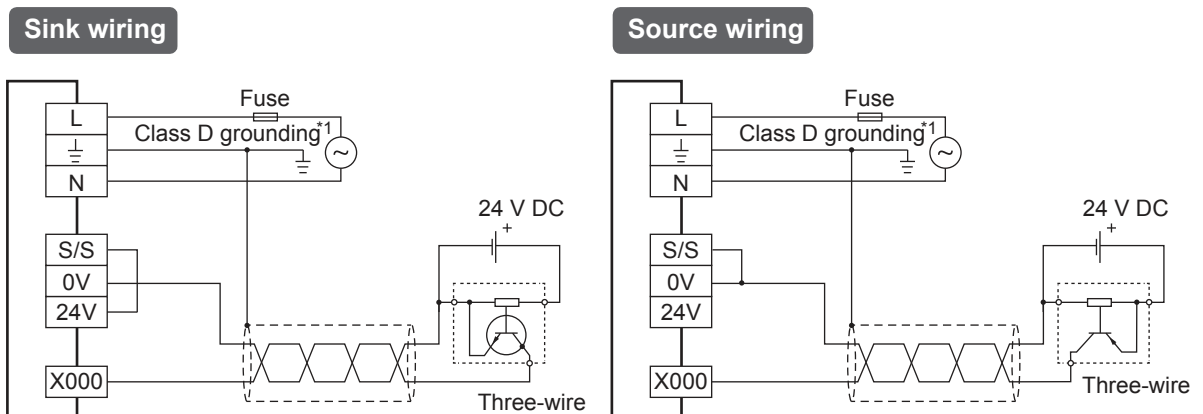 Sink wiring
Source wiring
L
Fuse
Class D grounding*1
~
N
24 V DC
+
S/S
0V
24V
X000
Three-wire
L
Fuse
Class D grounding*1
~
N
24 V DC
+
S/S
0V
24V
X000
Three-wire